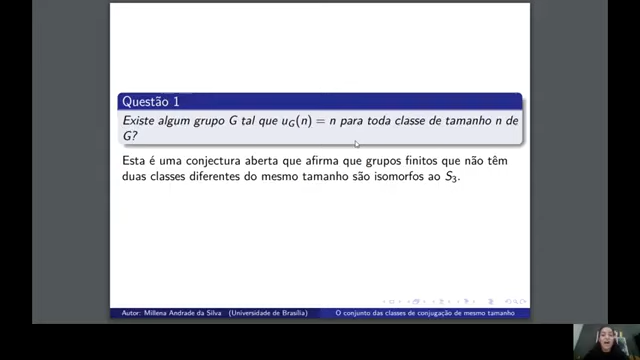 Questão 1
Existe algum grupo G tal que u_G(n) = n para toda classe de tamanho n de
G?
Esta é uma conjectura aberta que afirma que grupos finitos que não têm
duas classes diferentes do mesmo tamanho são isomorfos ao S₃.
Autor: Millena Andrade da Silva (Universidade de Brasília) O conjunto das classes de conjugação de mesmo tamanho